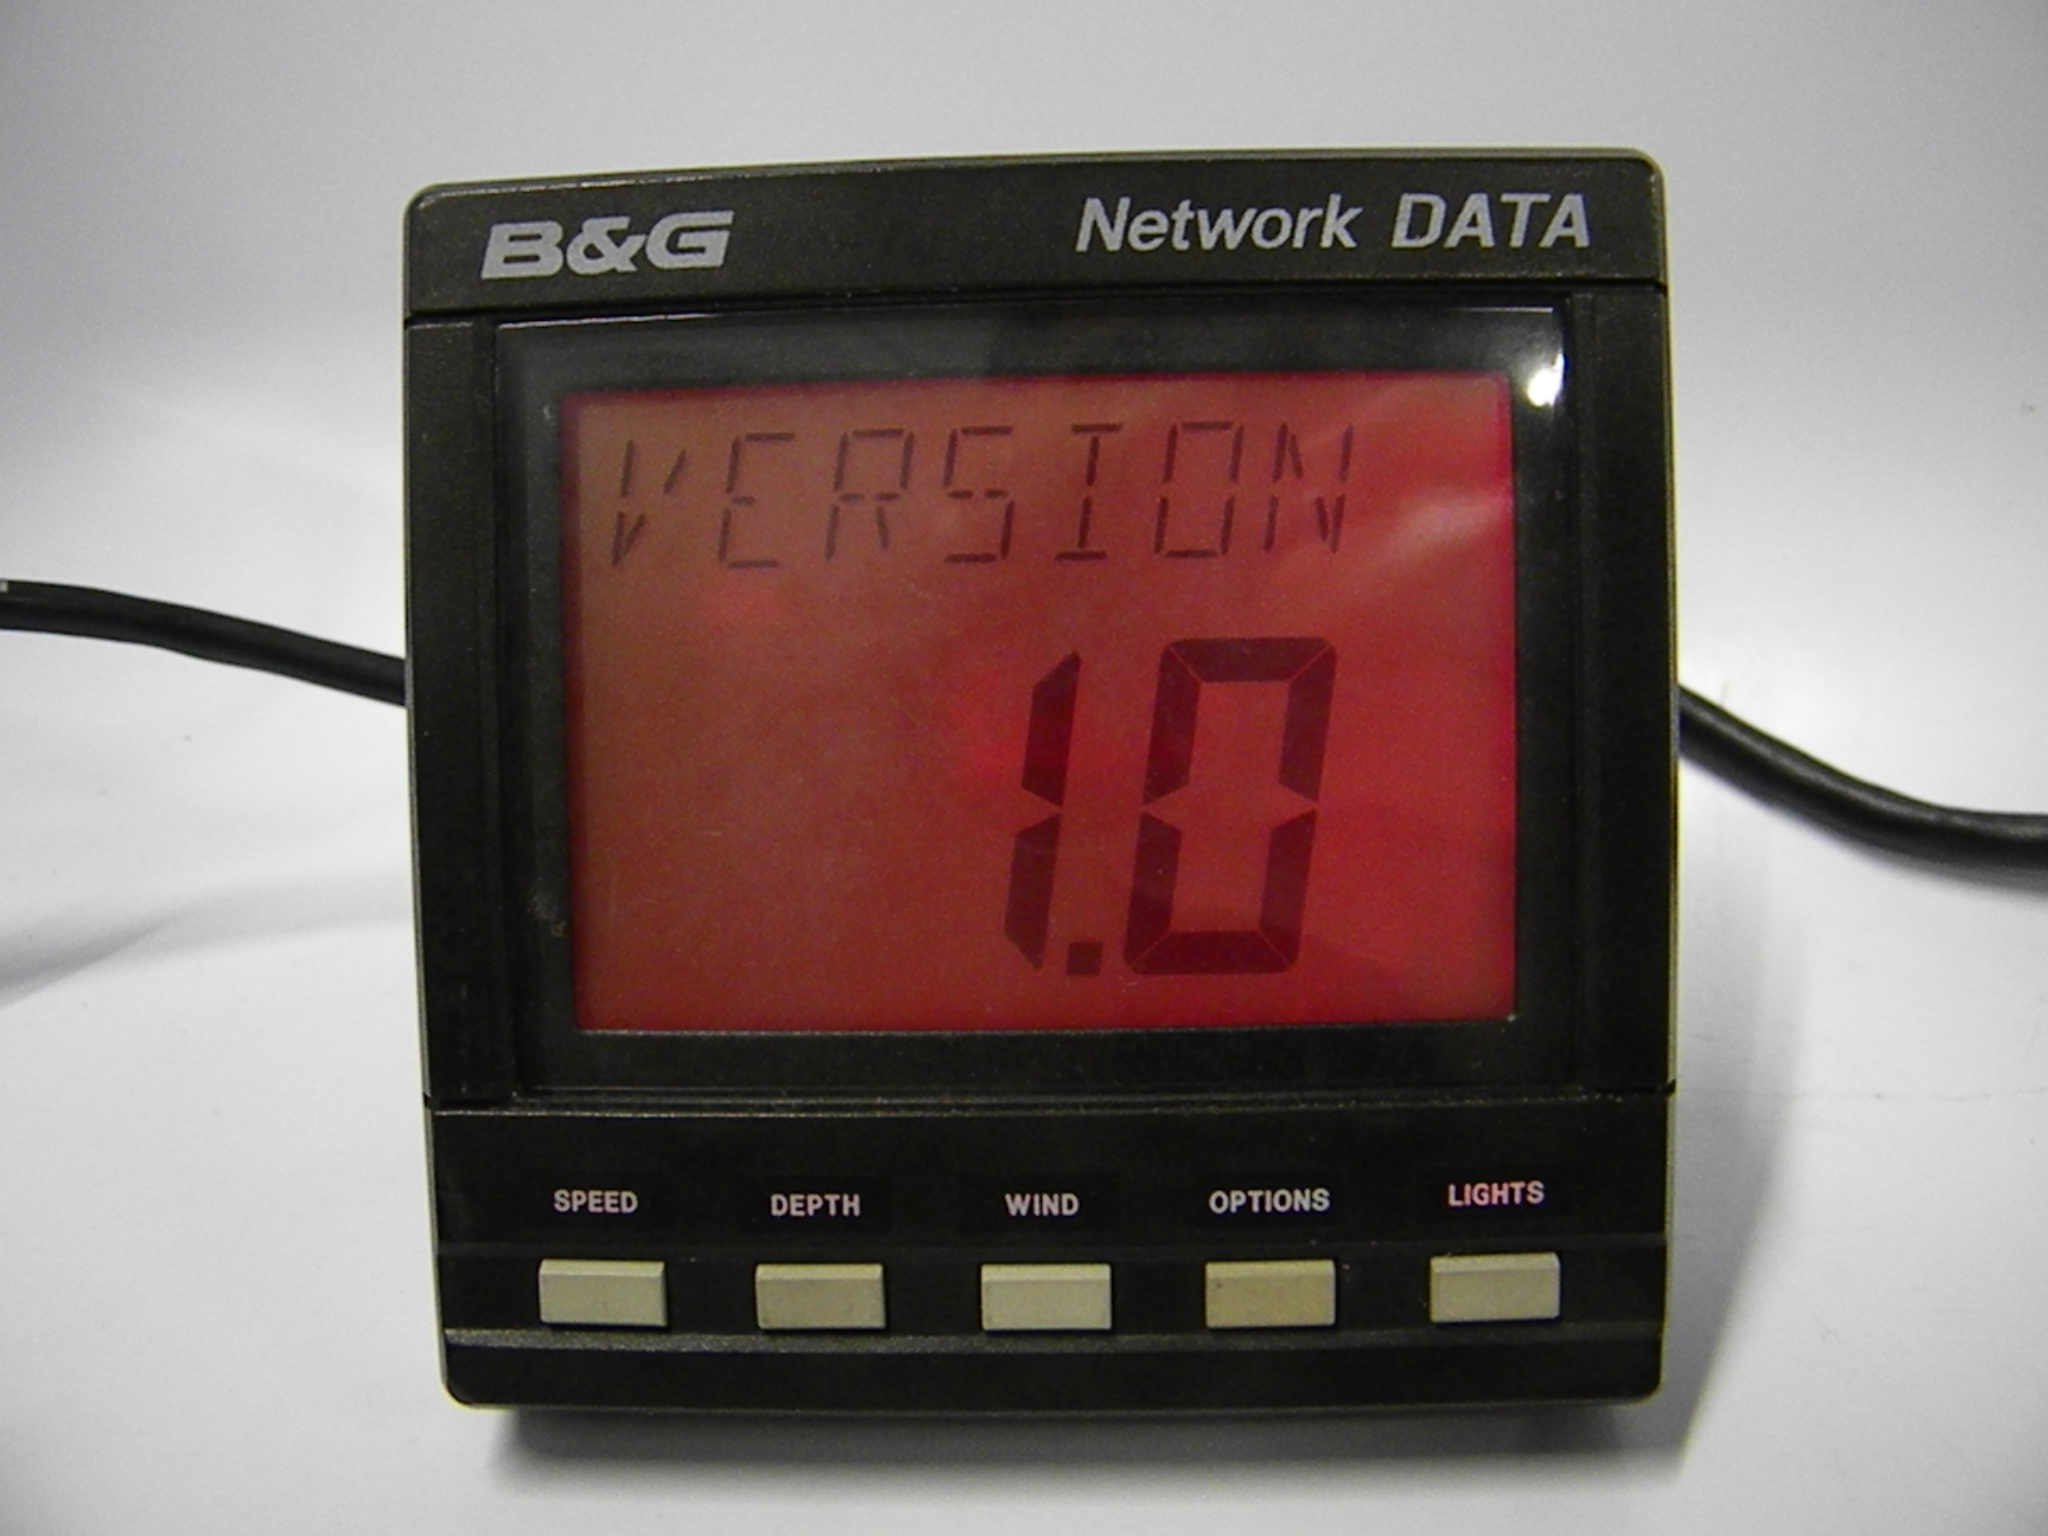 B&G Network DATA
VERSION
1.0
SPEED DEPTH WIND OPTIONS LIGHTS